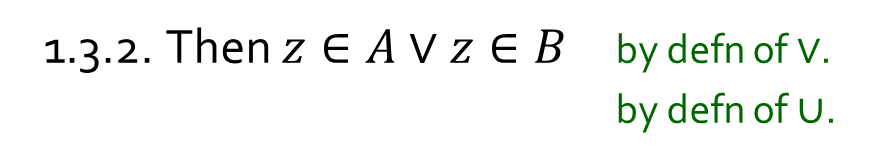 1.3.2. Then z ∈ A ∨ z ∈ B by defn of ∨.
by defn of ∪.